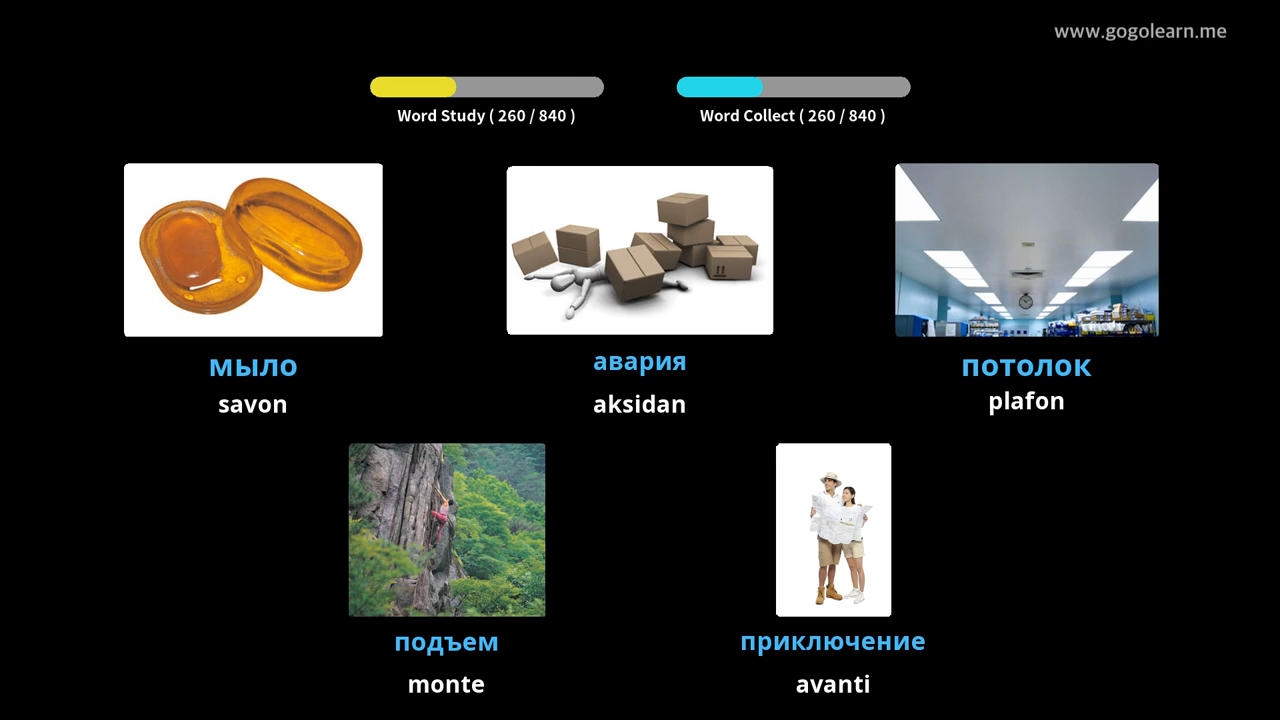 www.gogolearn.me
Word Study ( 260 / 840 )
Word Collect ( 260 / 840 )
мыло
savon
авария
aksidan
потолок
plafon
подъем
monte
приключение
avanti